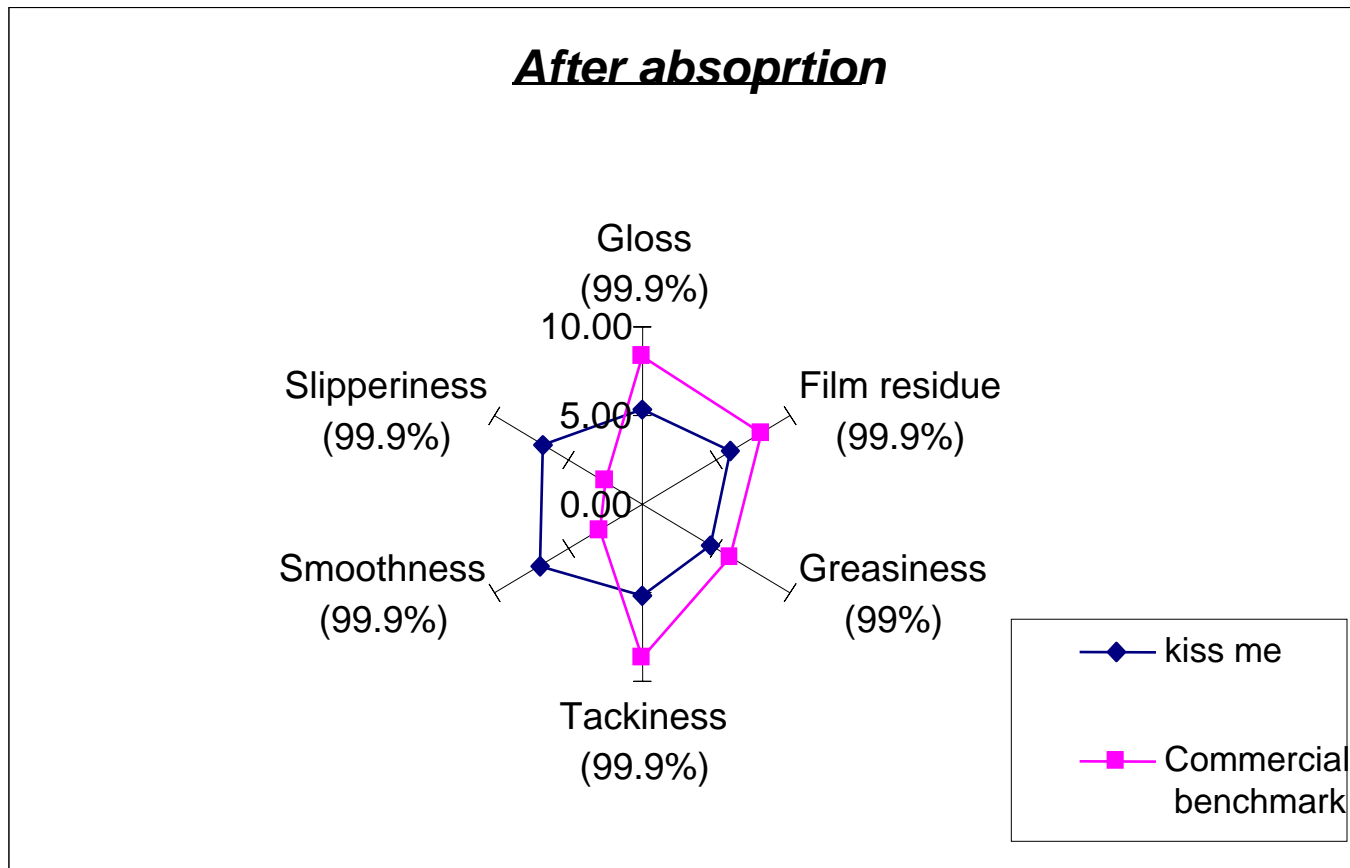 After absoprtion
Gloss
(99.9%)
10.00
Slipperiness
(99.9%)
Film residue
(99.9%)
5.00
0.00
Smoothness
(99.9%)
Greasiness
(99%)
Tackiness
(99.9%)
kiss me
Commercial
benchmark